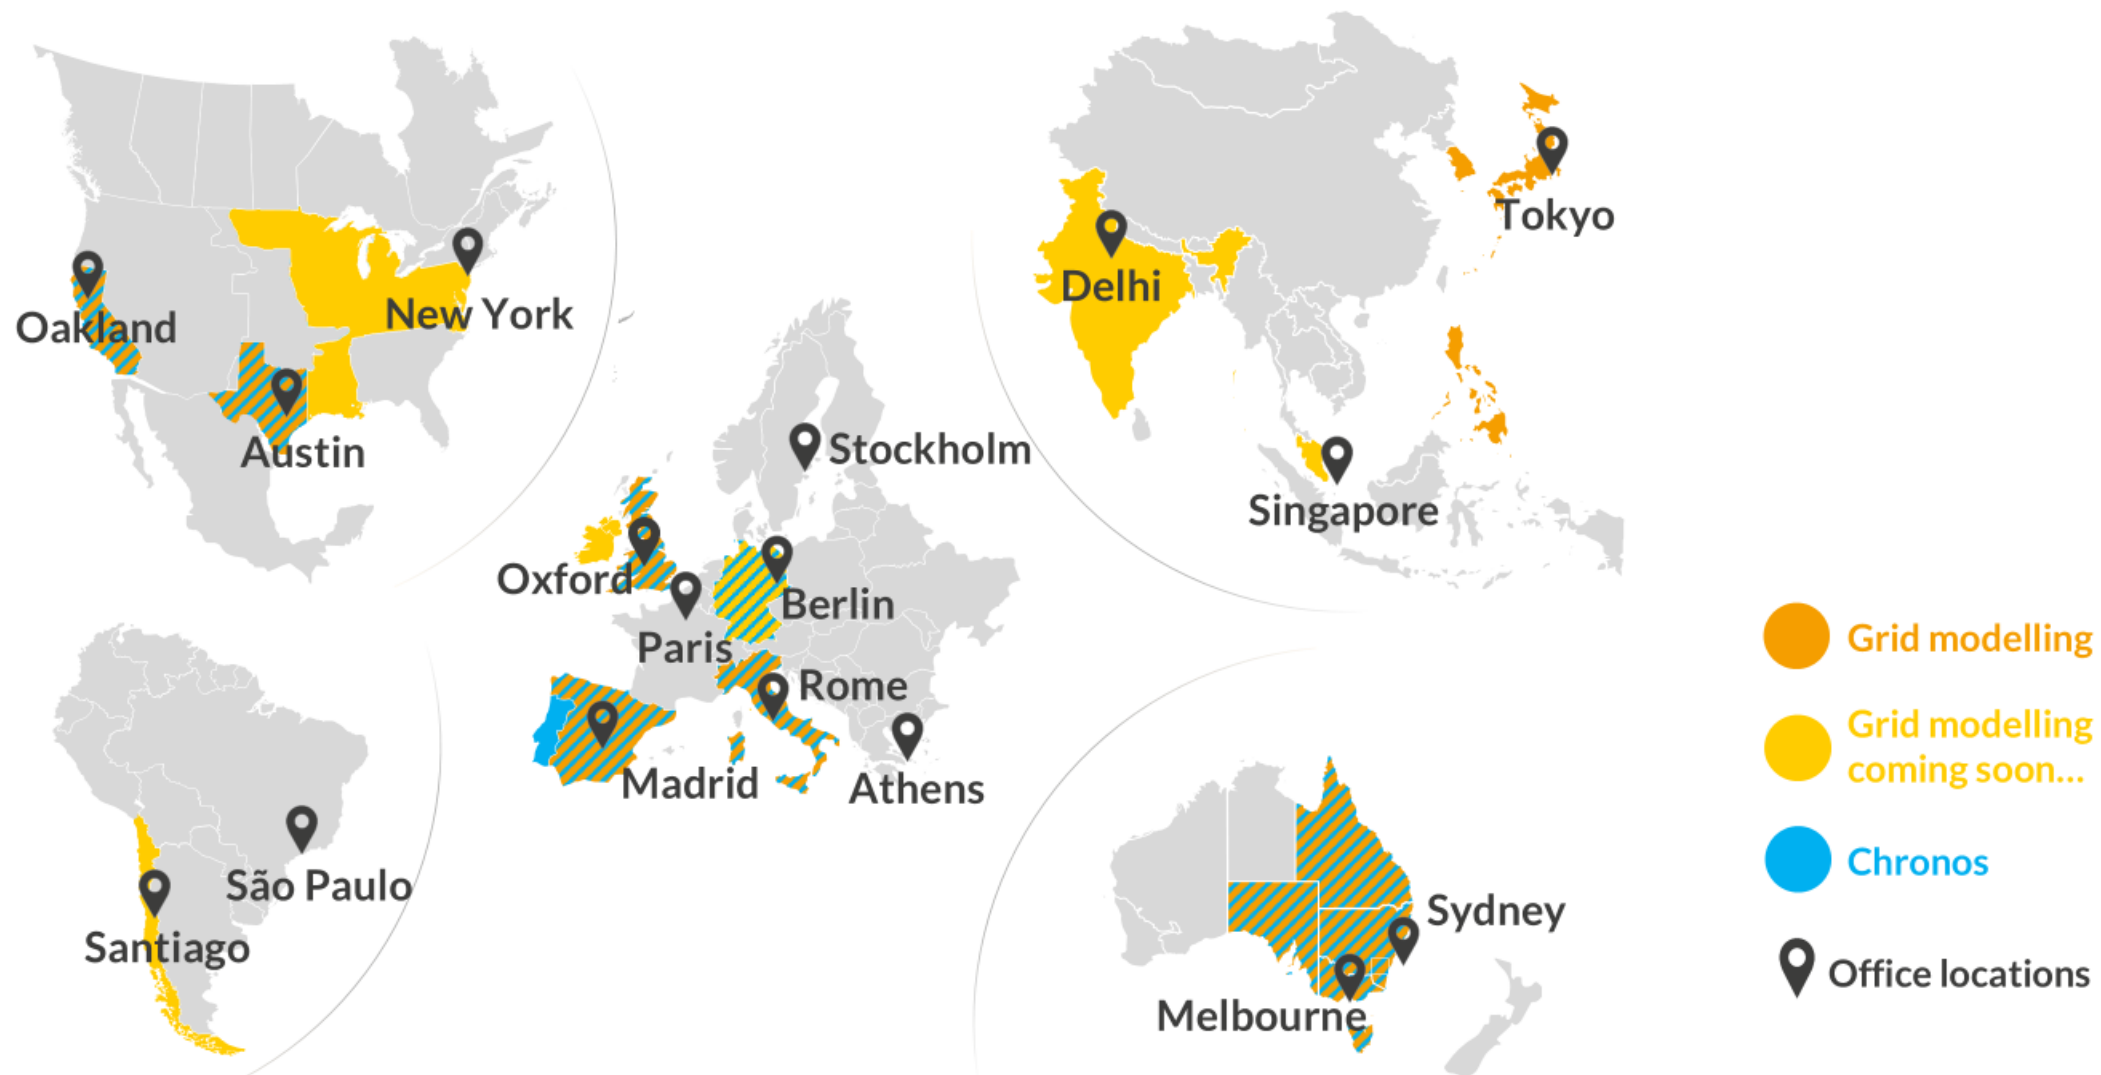 Oakland
New York
Austin
Santiago
São Paulo
Stockholm
Oxford
Berlin
Paris
Rome
Madrid
Athens
Tokyo
Delhi
Singapore
Sydney
Melbourne
Grid modelling
Grid modelling
coming soon...
Chronos
Office locations